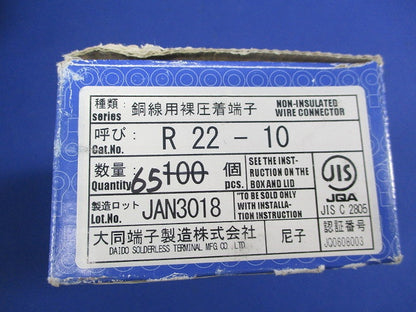 種類: 銅線用裸圧着端子 NON-INSULATED
series WIRE CONNECTOR
呼び: R 22 - 10
Cat.No.
数量: 65 100 個
Quantity: pcs.
SEE THE INST-
RUCTION ON THE
BOX AND LID
"TO BE SOLD ONLY
WITH INSTALLA-
TION INSTRUCTION
製造ロット JAN3018
Lot.No.
JIS
JQA
JIS C 2805
認証番号
JQ0608003
大同端子製造株式会社 尼子
DAIDO SOLDERLESS TERMINAL MFG. CO. LTD.